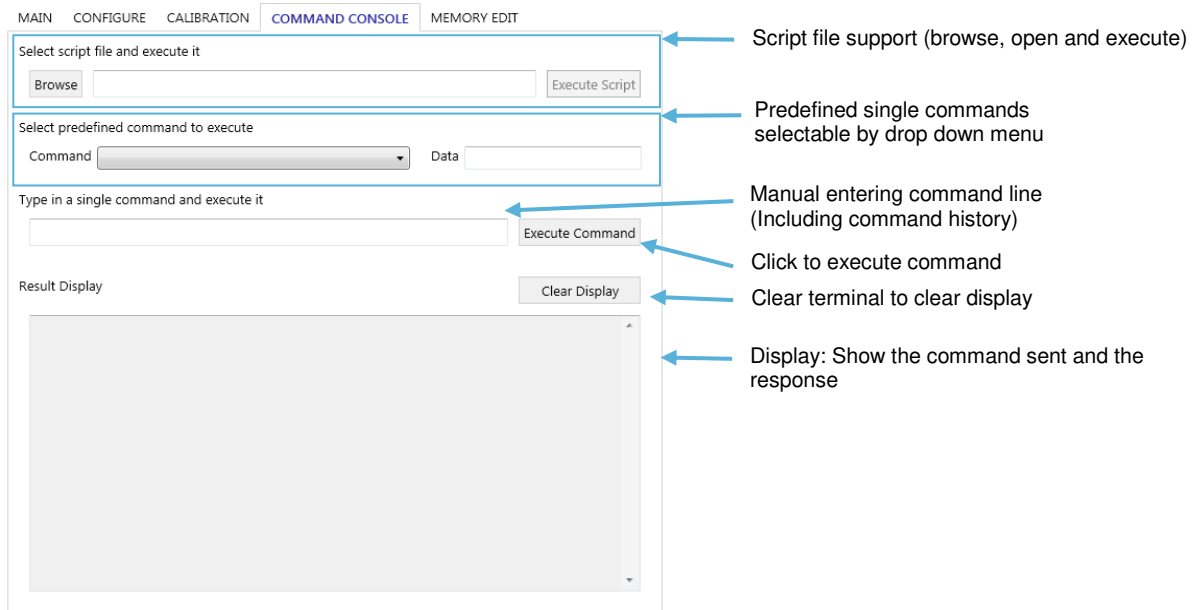 MAIN CONFIGURE CALIBRATION COMMAND CONSOLE MEMORY EDIT
Select script file and execute it
Browse Execute Script
Script file support (browse, open and execute)
Select predefined command to execute
Command Data
Predefined single commands
selectable by drop down menu
Type in a single command and execute it
Execute Command
Manual entering command line
(Including command history)
Click to execute command
Result Display
Clear Display
Clear terminal to clear display
Display: Show the command sent and the
response